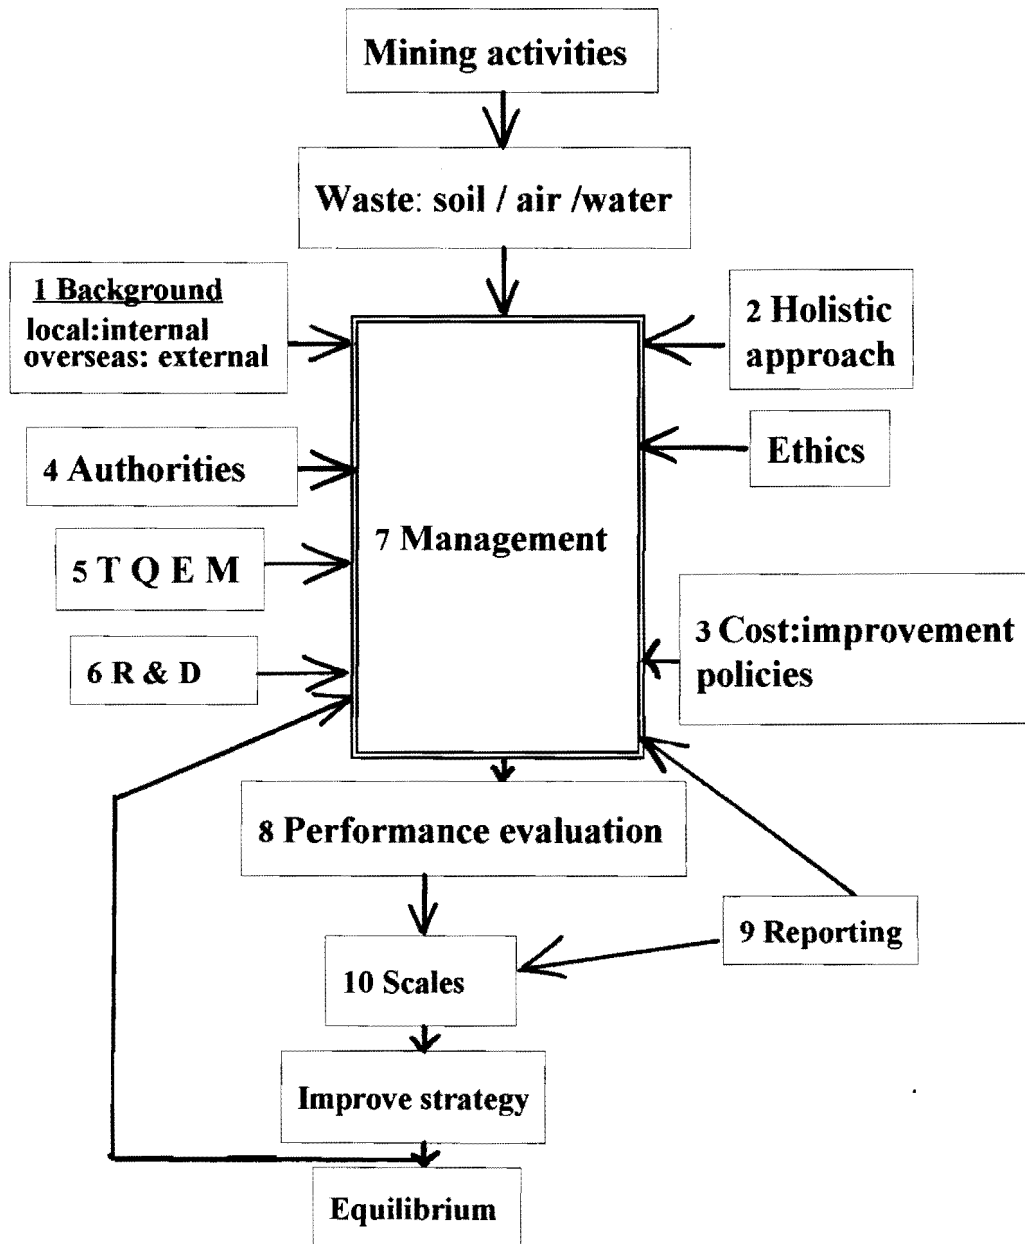 Mining activities
Waste: soil / air /water
1 Background
local:internal
overseas: external
2 Holistic
approach
4 Authorities
Ethics
5 T Q E M
7 Management
6 R & D
3 Cost:improvement
policies
8 Performance evaluation
9 Reporting
10 Scales
Improve strategy
Equilibrium